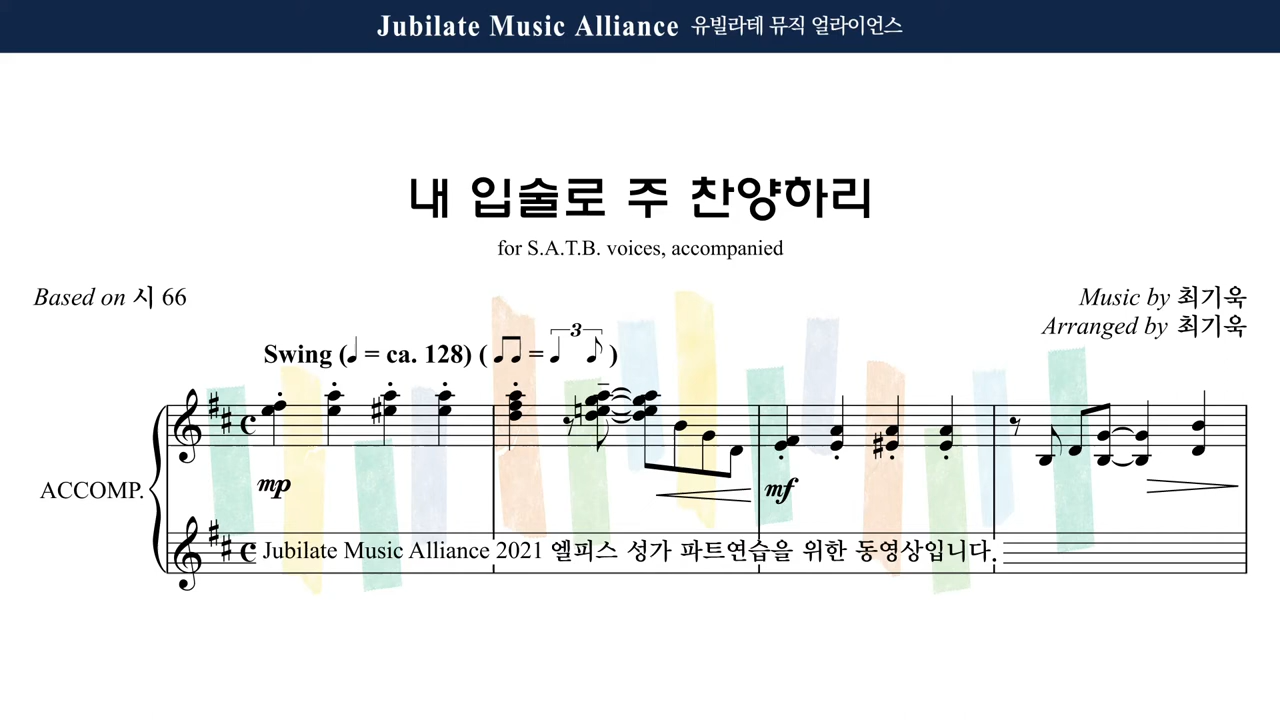 Jubilate Music Alliance 유빌라테 뮤직 얼라이언스
내 입술로 주 찬양하리
for S.A.T.B. voices, accompanied
Based on 시 66
Music by 최기욱
Arranged by 최기욱
Swing (♩ = ca. 128) (♫ = ♩ 3 ♪)
ACCOMP.
mp
mf
Jubilate Music Alliance 2021 엘피스 성가 파트연습을 위한 동영상입니다.